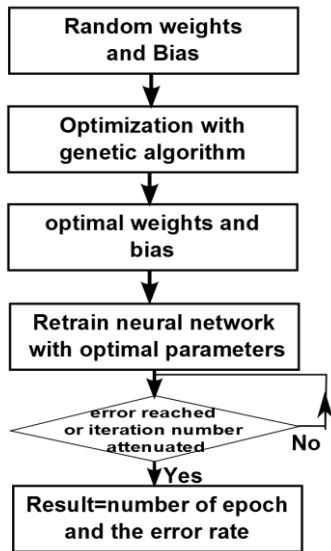 Random weights
and Bias
Optimization with
genetic algorithm
optimal weights and
bias
Retrain neural network
with optimal parameters
error reached
or iteration number
attenuated
No
Yes
Result=number of epoch
and the error rate